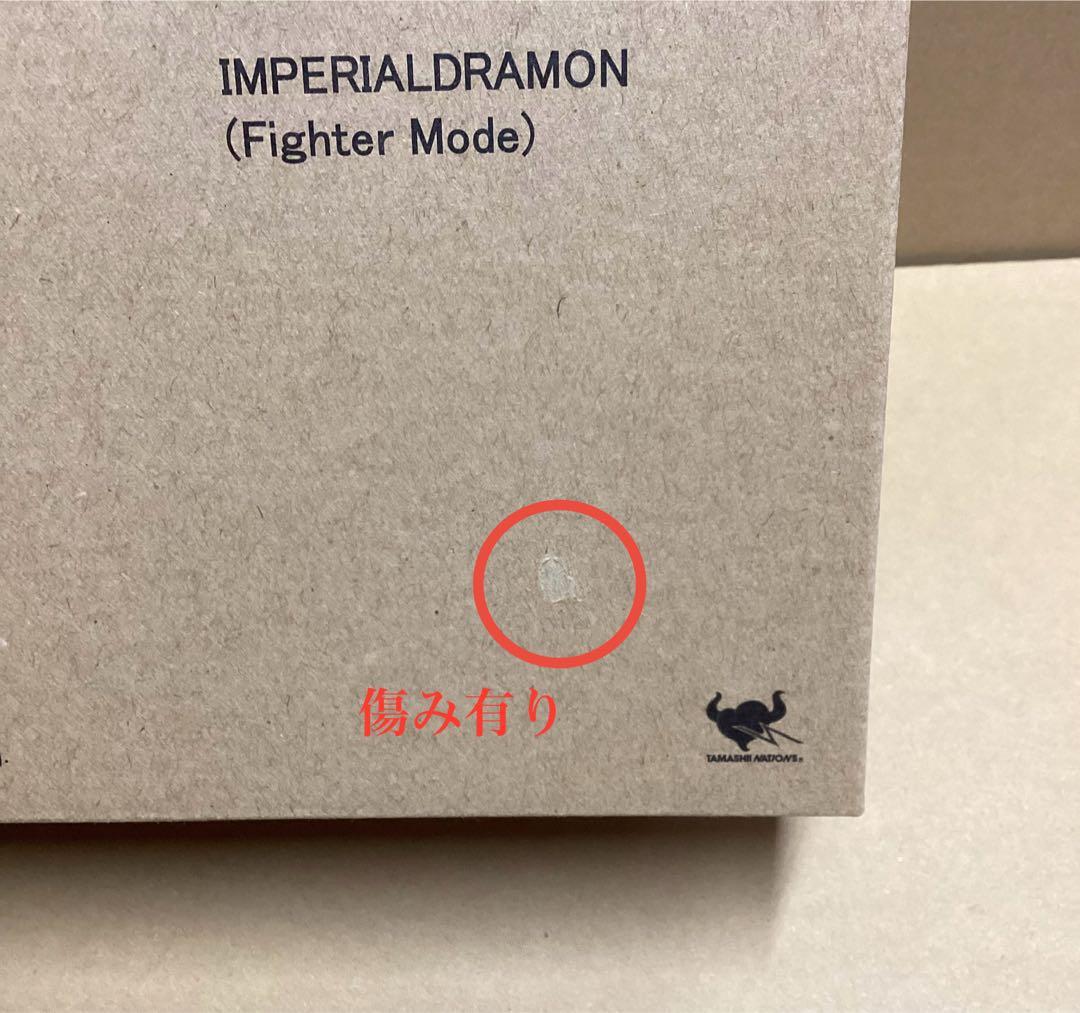 IMPERIALDRAMON
(Fighter Mode)
傷み有り
TAMASHII NATIONS